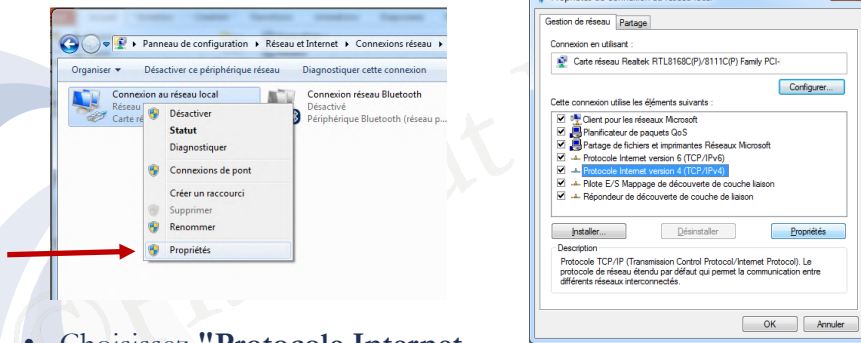 Panneau de configuration ▸ Réseau et Internet ▸ Connexions réseau ▸
Organiser ▾ Désactiver ce périphérique réseau Diagnostiquer cette connexion
Connexion au réseau local
Réseau
Carte ré
Connexion réseau Bluetooth
Désactivé
Périphérique Bluetooth (réseau p...
Désactiver
Statut
Diagnostiquer
Connexions de pont
Créer un raccourci
Supprimer
Renommer
Propriétés
• Choisissez "Protocole Internet
Gestion de réseau Partage
Connexion en utilisant :
Carte réseau Realtek RTL8168C(P)/8111C(P) Family PCI-
Configurer...
Cette connexion utilise les éléments suivants :
Client pour les réseaux Microsoft
Planificateur de paquets QoS
Partage de fichiers et imprimantes Réseaux Microsoft
Protocole Internet version 6 (TCP/IPv6)
Protocole Internet version 4 (TCP/IPv4)
Pilote E/S Mappage de découverte de couche liaison
Répondeur de découverte de couche de liaison
Installer... Désinstaller Propriétés
Description
Protocole TCP/IP (Transmission Control Protocol/Internet Protocol). Le
protocole de réseau étendu par défaut qui permet la communication entre
différents réseaux interconnectés.
OK Annuler